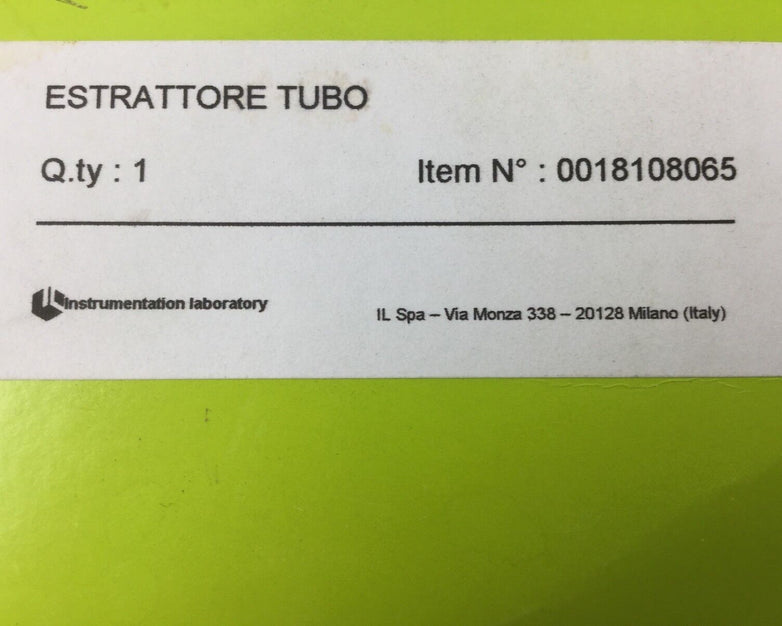 ESTRATTORE TUBO
Q.ty : 1 Item N° : 0018108065
Instrumentation laboratory
IL Spa – Via Monza 338 – 20128 Milano (Italy)